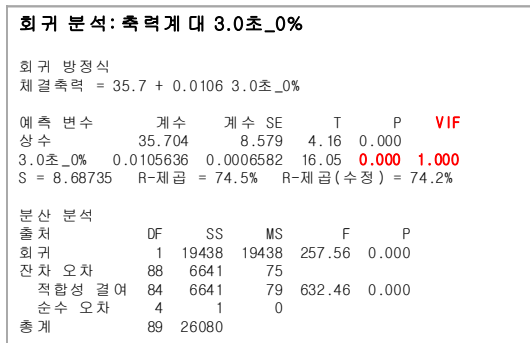 회귀 분석: 축력계 대 3.0초_0%
회귀 방정식
체결축력 = 35.7 + 0.0106 3.0초_0%
예측 변수 계수 계수 SE T P VIF
상수 35.704 8.579 4.16 0.000
3.0초_0% 0.0105636 0.0006582 16.05 0.000 1.000
S = 8.68735 R-제곱 = 74.5% R-제곱(수정) = 74.2%
분산 분석
출처 DF SS MS F P
회귀 1 19438 19438 257.56 0.000
잔차 오차 88 6641 75
적합성 결여 84 6641 79 632.46 0.000
순수 오차 4 1 0
총계 89 26080